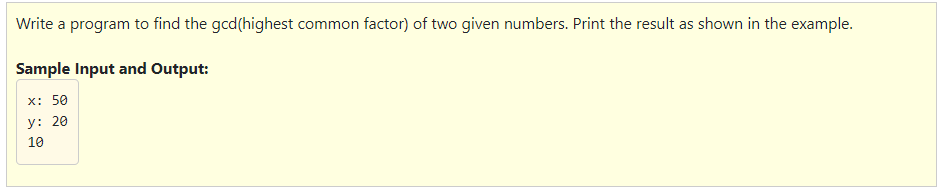 Write a program to find the gcd(highest common factor) of two given numbers. Print the result as shown in the example.
Sample Input and Output:
x: 50
y: 20
10